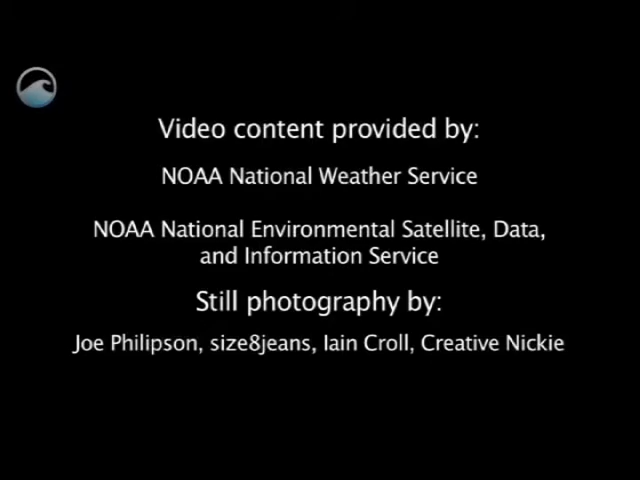 Video content provided by:
NOAA National Weather Service
NOAA National Environmental Satellite, Data,
and Information Service
Still photography by:
Joe Philipson, size8jeans, Iain Croll, Creative Nickie